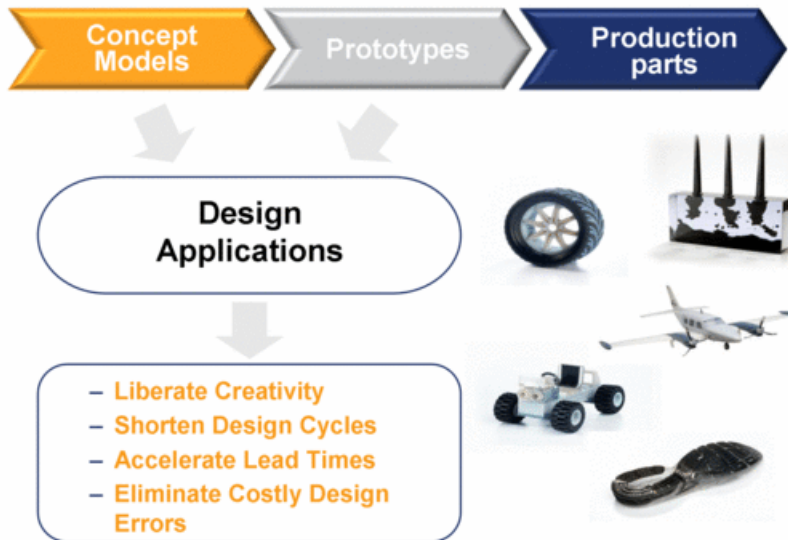 Concept
Models
Prototypes
Production
parts
Design
Applications
– Liberate Creativity
– Shorten Design Cycles
– Accelerate Lead Times
– Eliminate Costly Design
Errors